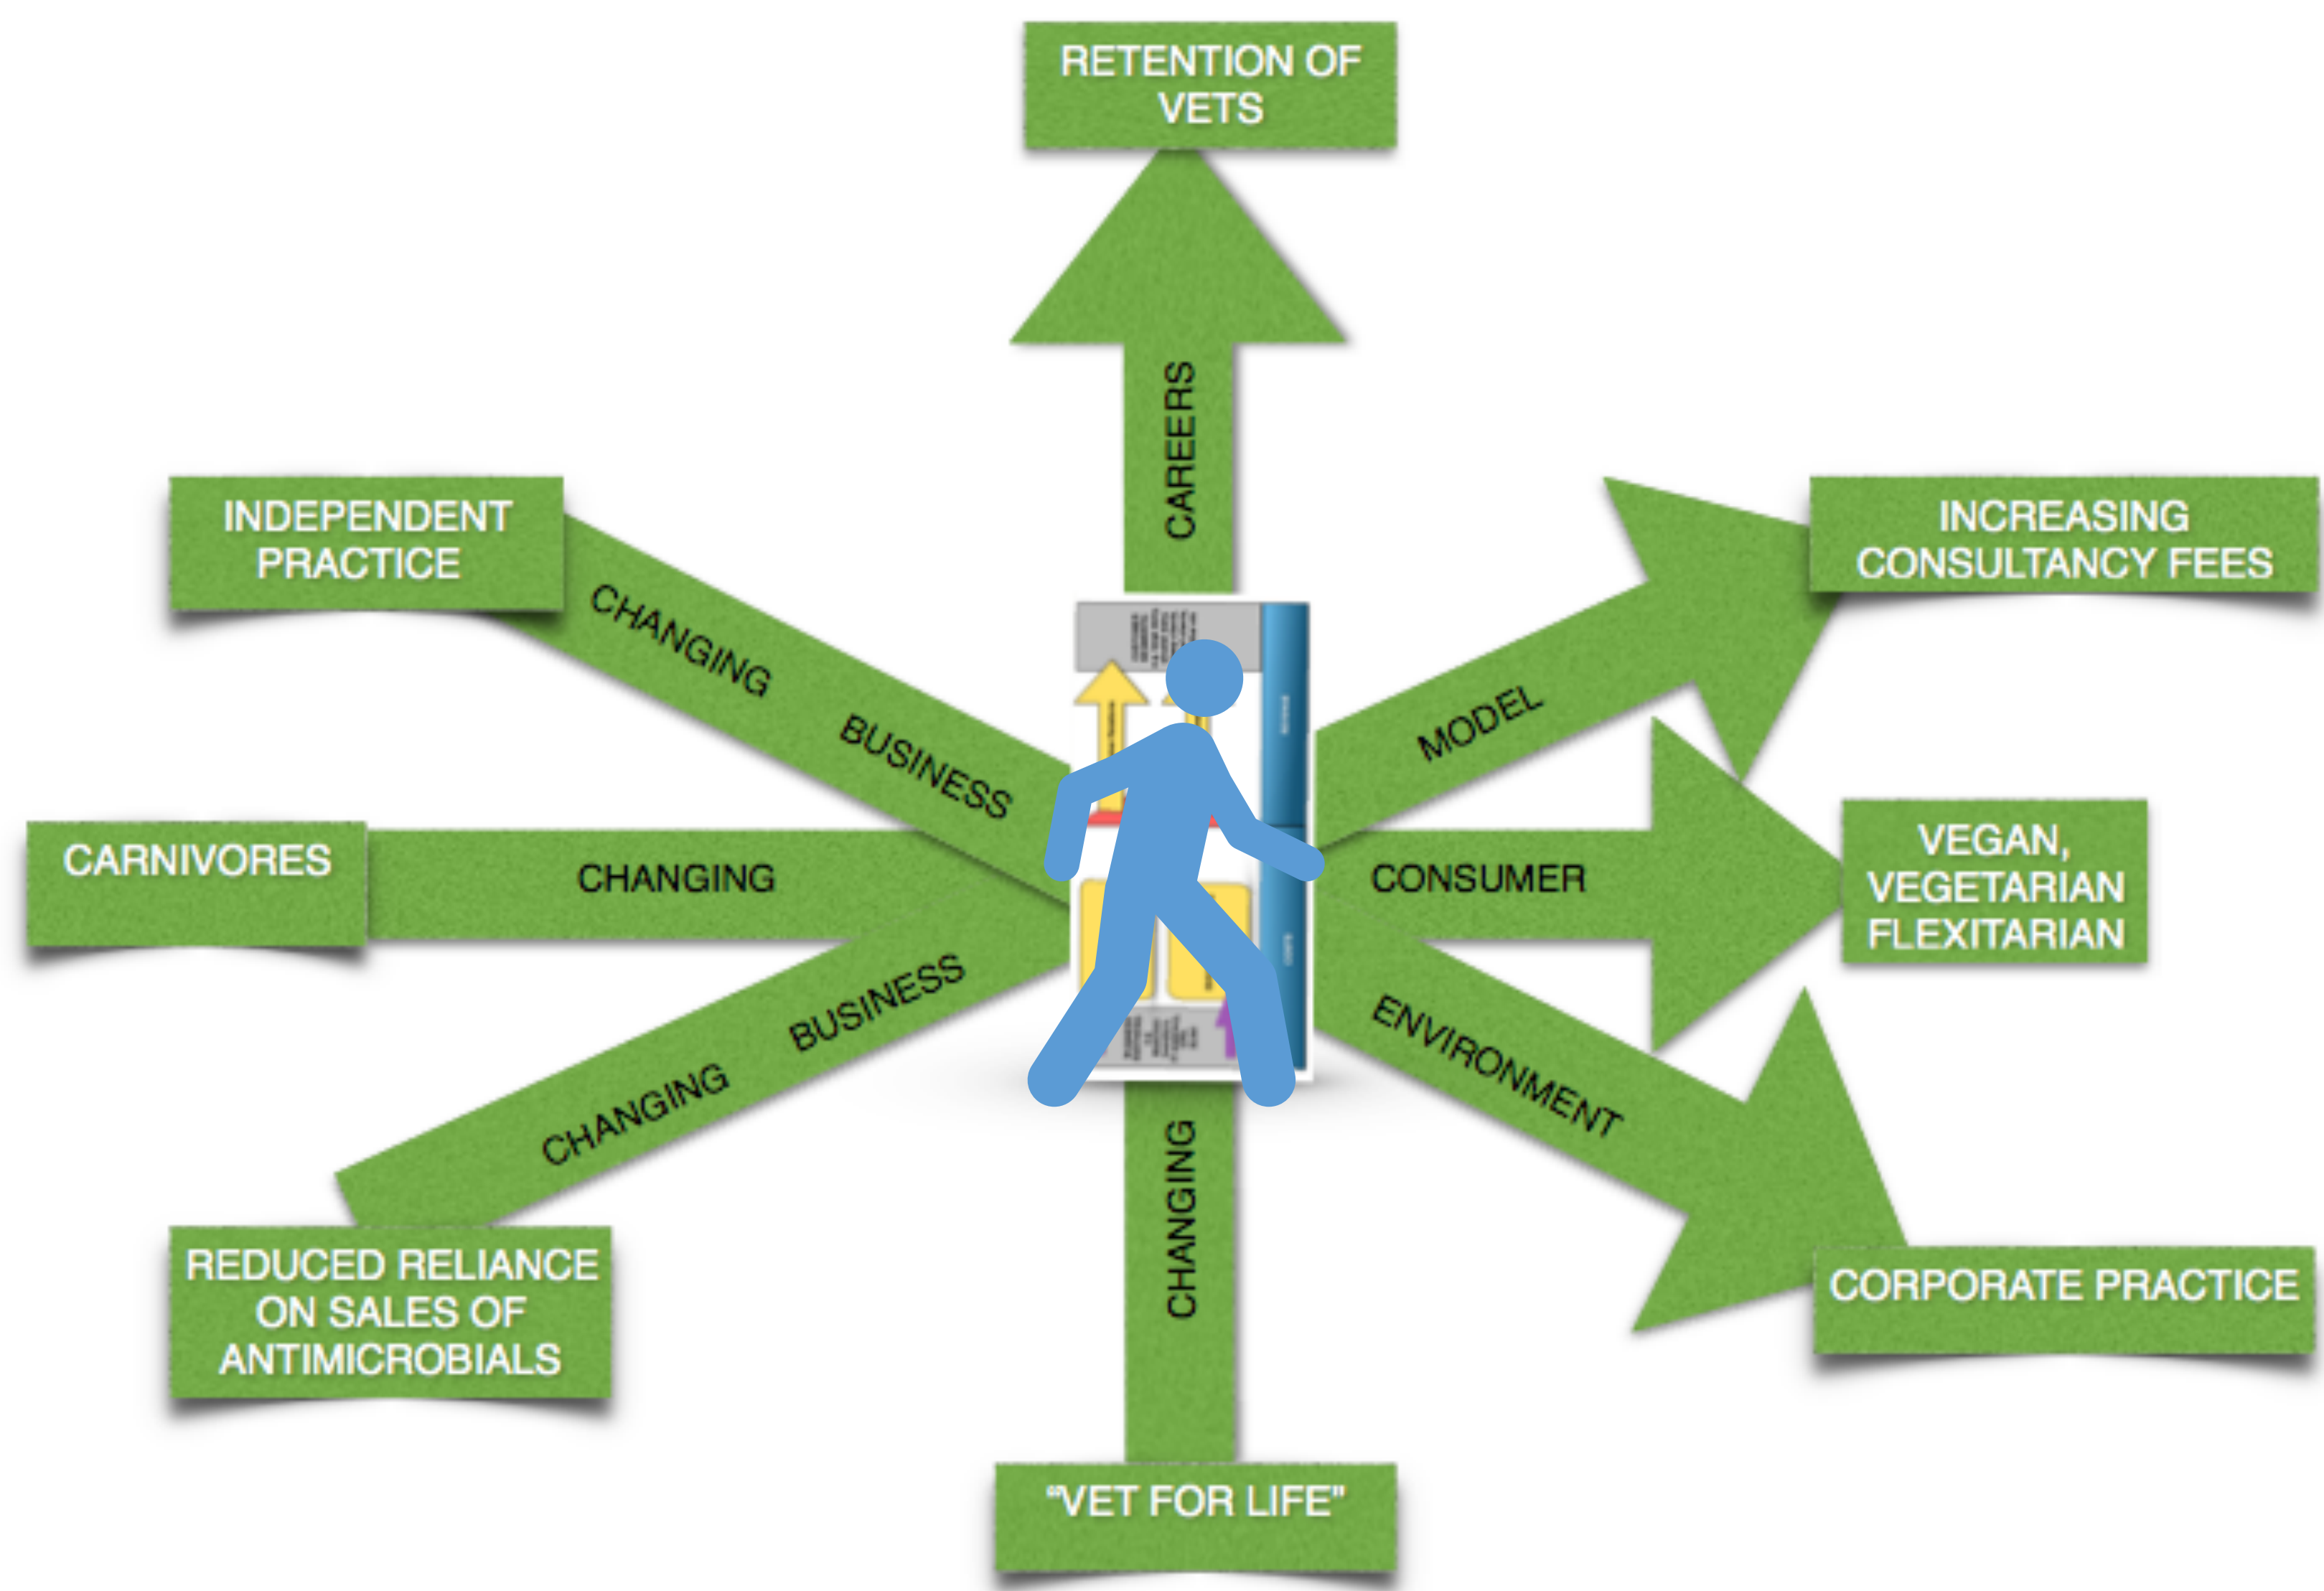 RETENTION OF
VETS
CAREERS
INDEPENDENT
PRACTICE
CHANGING
BUSINESS
INCREASING
CONSULTANCY FEES
MODEL
CARNIVORES
CHANGING
CONSUMER
VEGAN,
VEGETARIAN
FLEXITARIAN
CHANGING
BUSINESS
ENVIRONMENT
REDUCED RELIANCE
ON SALES OF
ANTIMICROBIALS
CHANGING
CORPORATE PRACTICE
“VET FOR LIFE”